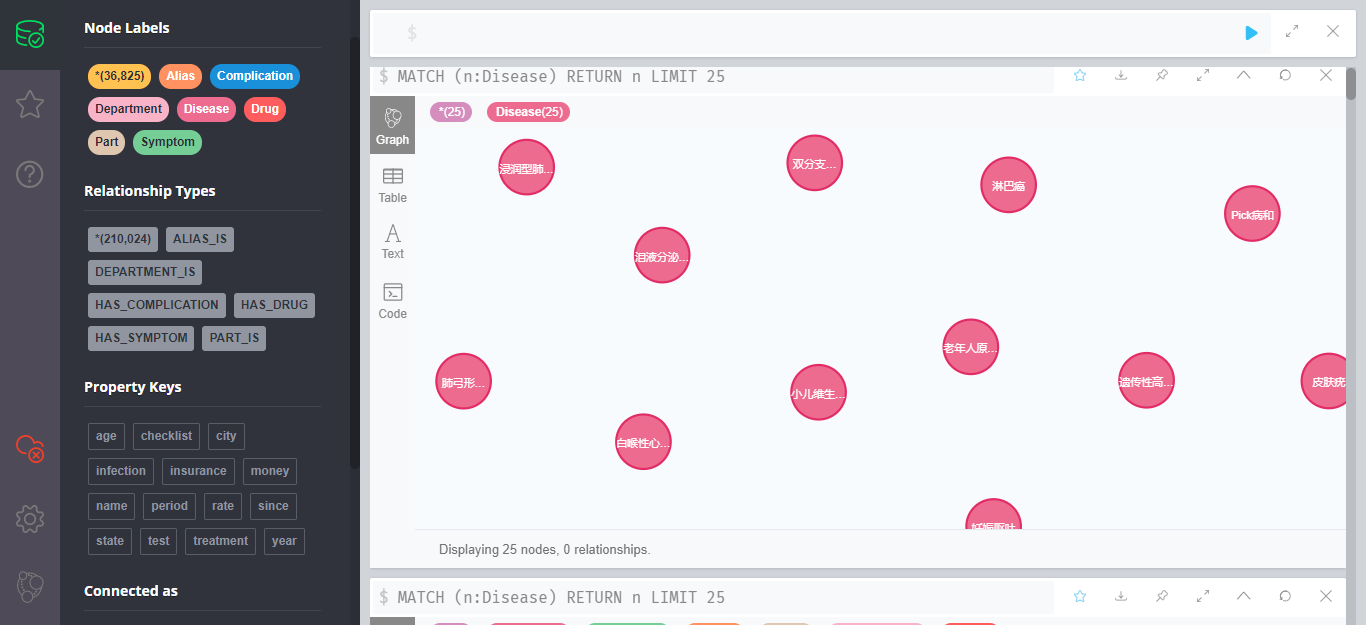 Node Labels
*(36,825) Alias Complication
Department Disease Drug
Part Symptom
Relationship Types
*(210,024) ALIAS_IS
DEPARTMENT_IS
HAS_COMPLICATION HAS_DRUG
HAS_SYMPTOM PART_IS
Property Keys
age checklist city
infection insurance money
name period rate since
state test treatment year
Connected as
$
$ MATCH (n:Disease) RETURN n LIMIT 25
*(25) Disease(25)
Graph
Table
Text
Code
浸润型肺...
双分支...
淋巴瘤
Pick病和
泪液分泌...
老年人原...
肺弓形...
小儿维生...
遗传性高...
皮肤疣
白喉性心...
妊娠呕吐
Displaying 25 nodes, 0 relationships.
$ MATCH (n:Disease) RETURN n LIMIT 25